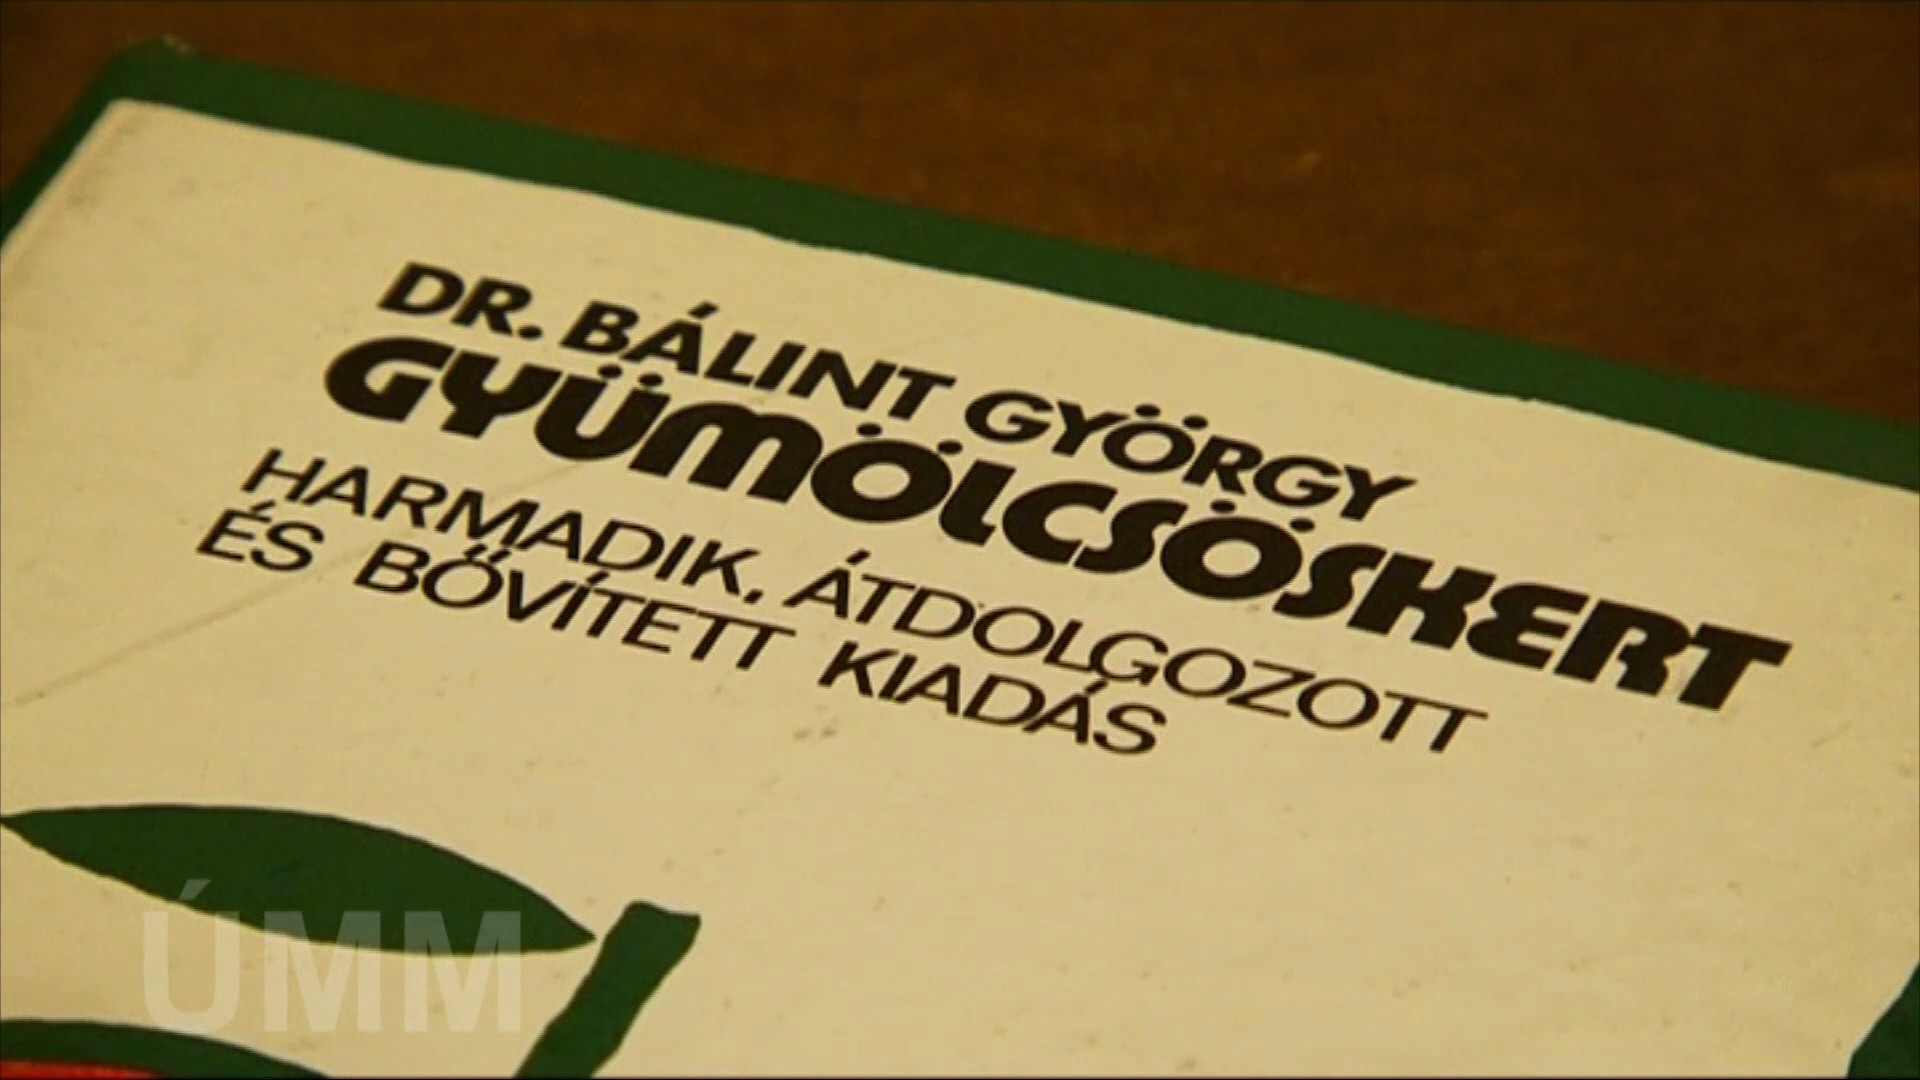 DR. BÁLINT GYÖRGY
GYÜMÖLCSÖSKERT
HARMADIK, ÁTDOLGOZOTT
ÉS BŐVÍTETT KIADÁS
ÚMM